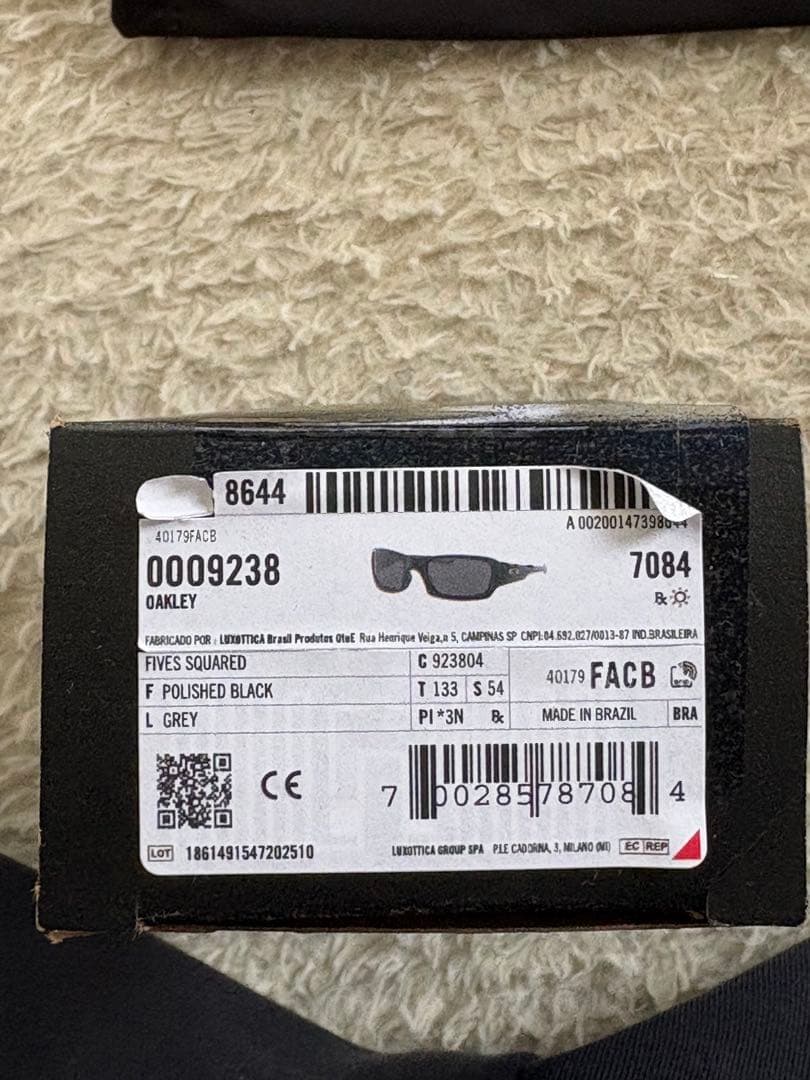 8644
A 00200147398644
40179FACB
0009238 7084
OAKLEY
FABRICADO POR : LUXOTTICA Brasil Produtos OteE Rua Henrique Veiga,n 5, CAMPINAS SP CNPJ:04.692.027/0013-87 IND.BRASILEIRA
FIVES SQUARED C 923804
40179 FACB
F POLISHED BLACK T 133 S 54
L GREY PI *3N MADE IN BRAZIL BRA
CE
7 00285787084 4
LOT 1861491547202510 LUXOTTICA GROUP SPA P.LE CADORNA, 3, MILANO (MI) EC REP